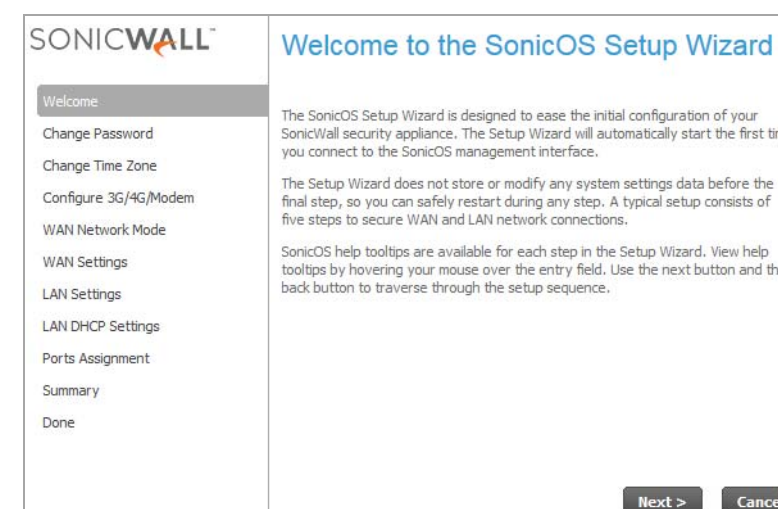 SONICWALL™
Welcome to the SonicOS Setup Wizard
Welcome
Change Password
Change Time Zone
Configure 3G/4G/Modem
WAN Network Mode
WAN Settings
LAN Settings
LAN DHCP Settings
Ports Assignment
Summary
Done
The SonicOS Setup Wizard is designed to ease the initial configuration of your
SonicWall security appliance. The Setup Wizard will automatically start the first
you connect to the SonicOS management interface.
The Setup Wizard does not store or modify any system settings data before the
final step, so you can safely restart during any step. A typical setup consists of
five steps to secure WAN and LAN network connections.
SonicOS help tooltips are available for each step in the Setup Wizard. View help
tooltips by hovering your mouse over the entry field. Use the next button and
back button to traverse through the setup sequence.
Next >